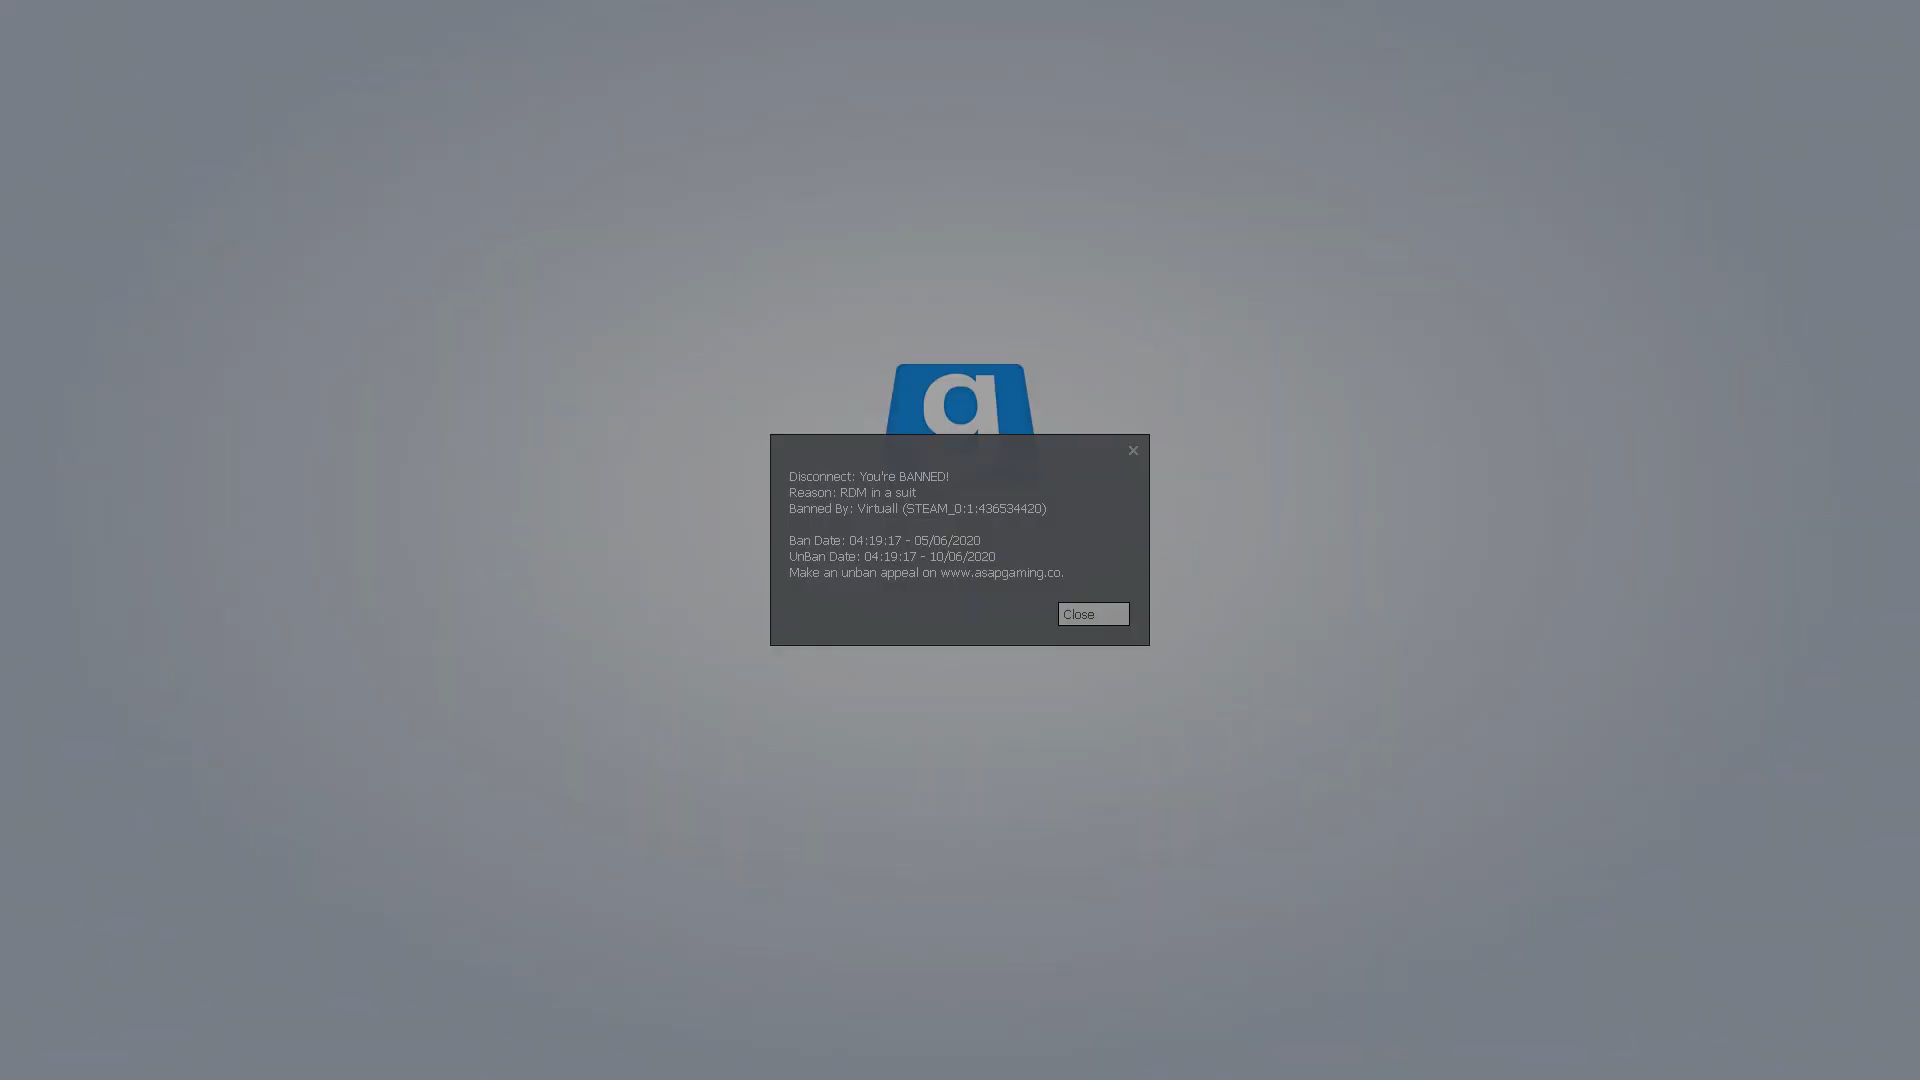 g
Disconnect: You're BANNED!
Reason: RDM in a suit
Banned By: Virtuall (STEAM_0:1:436534420)
Ban Date: 04:19:17 - 05/06/2020
UnBan Date: 04:19:17 - 10/06/2020
Make an unban appeal on www.asapgaming.co.
Close